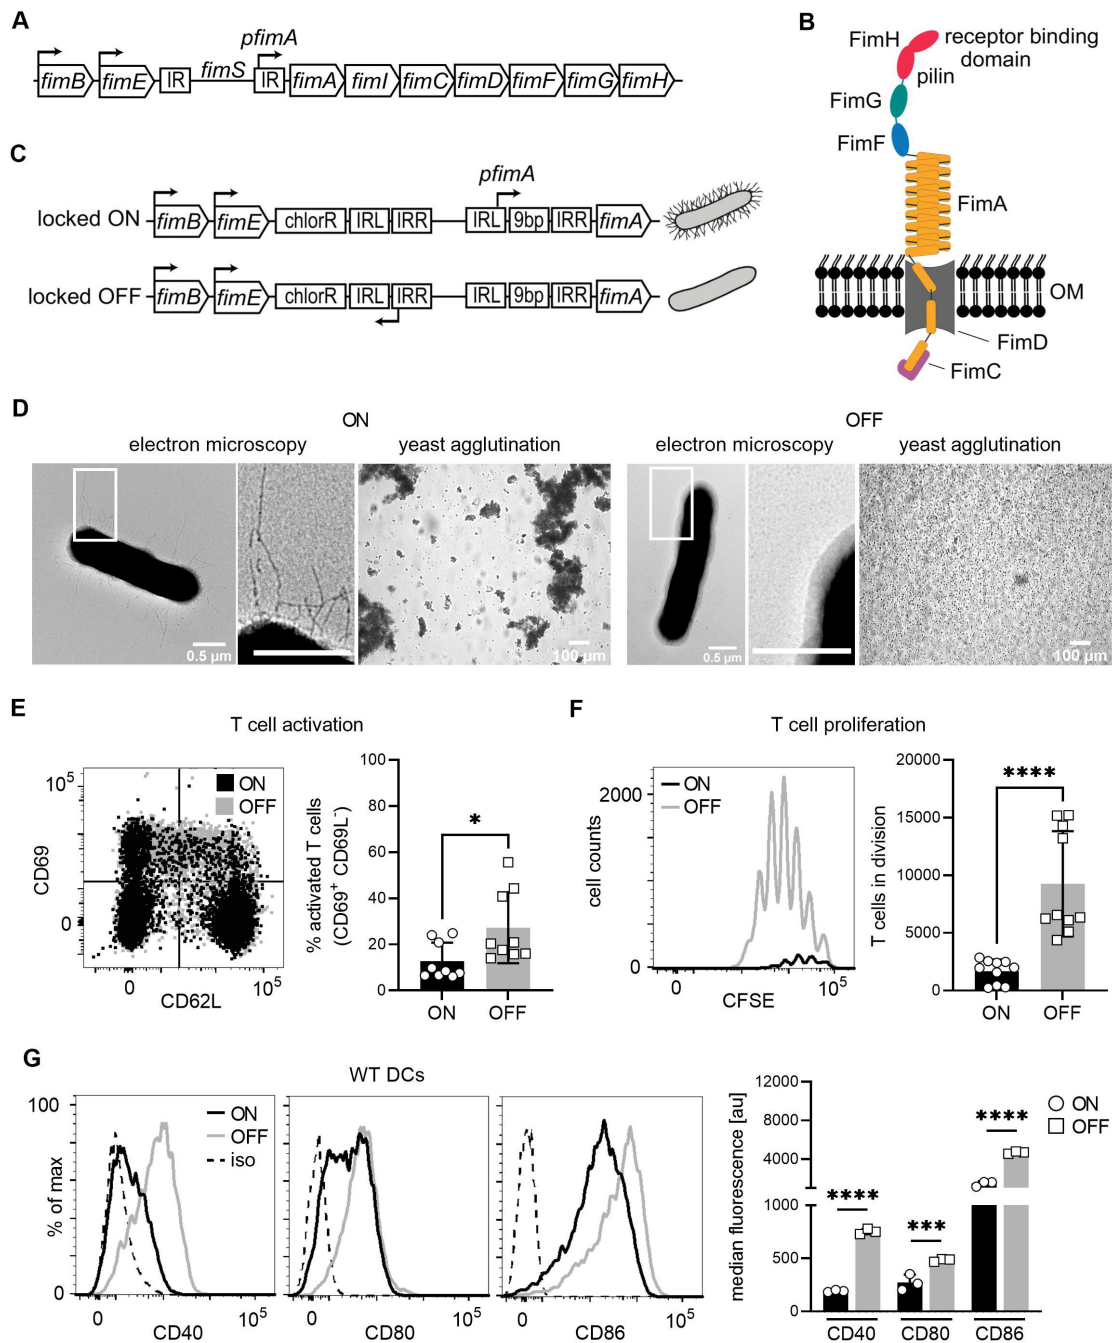 A
pfimA
fimB fimE IR fimS IR fimA fimI fimC fimD fimF fimG fimH
B
FimH receptor binding
domain
pilin
FimG
FimF
FimA
OM
FimD
FimC
C
pfimA
locked ON fimB fimE chlorR IRL IRR IRL 9bp IRR fimA
locked OFF fimB fimE chlorR IRL IRR IRL 9bp IRR fimA
D
ON OFF
electron microscopy yeast agglutination electron microscopy yeast agglutination
0.5 µm 100 µm 0.5 µm 100 µm
E
T cell activation
10⁵
0
CD69
ON
OFF
0 10⁵
CD62L
% activated T cells
(CD69⁺ CD69L⁻)
100
80
60
40
20
0
*
ON OFF
F
T cell proliferation
cell counts
2000
0
ON
OFF
0 10⁵
CFSE
T cells in division
20000
15000
10000
5000
0
****
ON OFF
G
WT DCs
% of max
100
0
ON
OFF
iso
0 10⁵ 0 10⁵ 0 10⁵
CD40 CD80 CD86
median fluorescence [au]
12000
8000
4000
1000
500
0
**** *** ****
ON
OFF
CD40 CD80 CD86